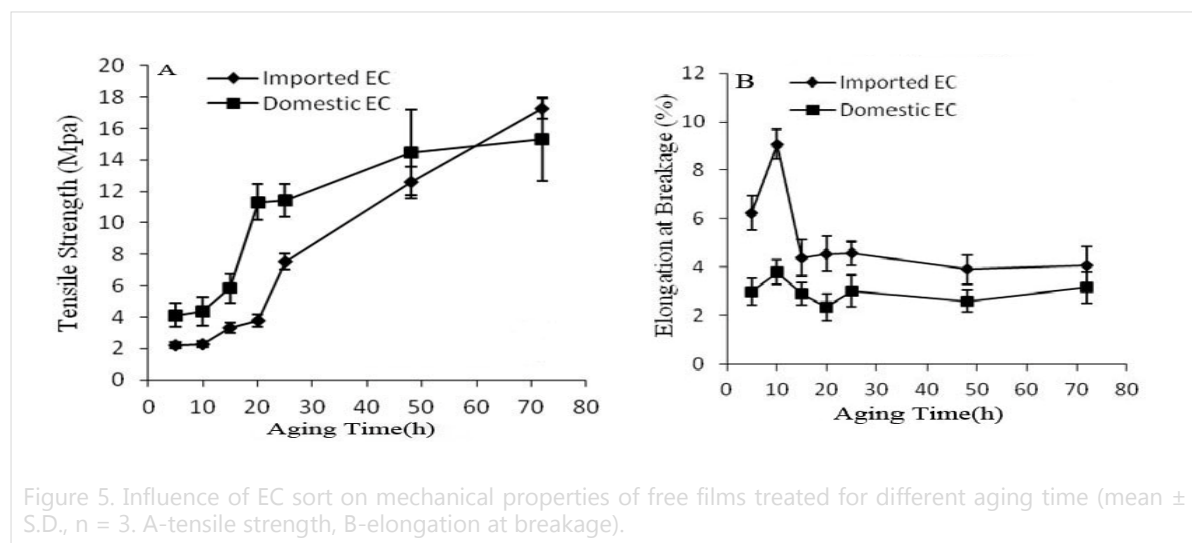 A
Imported EC
Domestic EC
Tensile Strength (Mpa)
20
18
16
14
12
10
8
6
4
2
0
0 10 20 30 40 50 60 70 80
Aging Time(h)
B
Imported EC
Domestic EC
Elongation at Breakage (%)
12
10
8
6
4
2
0
0 10 20 30 40 50 60 70 80
Aging Time(h)
Figure 5. Influence of EC sort on mechanical properties of free films treated for different aging time (mean ±
S.D., n = 3. A-tensile strength, B-elongation at breakage).